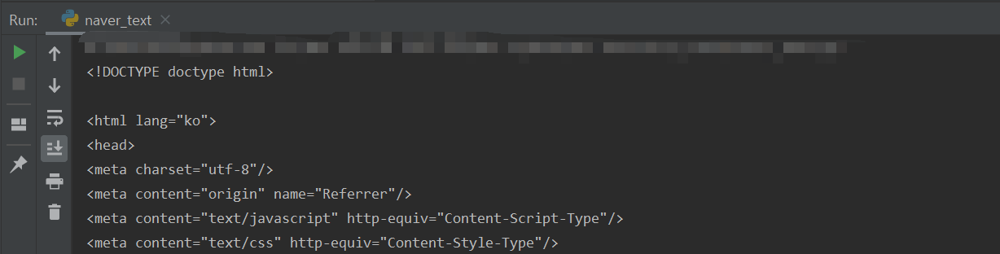 Run: naver_text
<!DOCTYPE doctype html>
<html lang="ko">
<head>
<meta charset="utf-8"/>
<meta content="origin" name="Referrer"/>
<meta content="text/javascript" http-equiv="Content-Script-Type"/>
<meta content="text/css" http-equiv="Content-Style-Type"/>